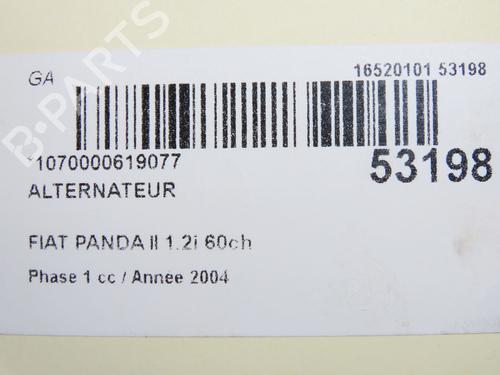 B-PARTS
GA
16520101 53198
*1070000619077
53198
ALTERNATEUR
FIAT PANDA II 1.2i 60ch
Phase 1 cc / Annee 2004